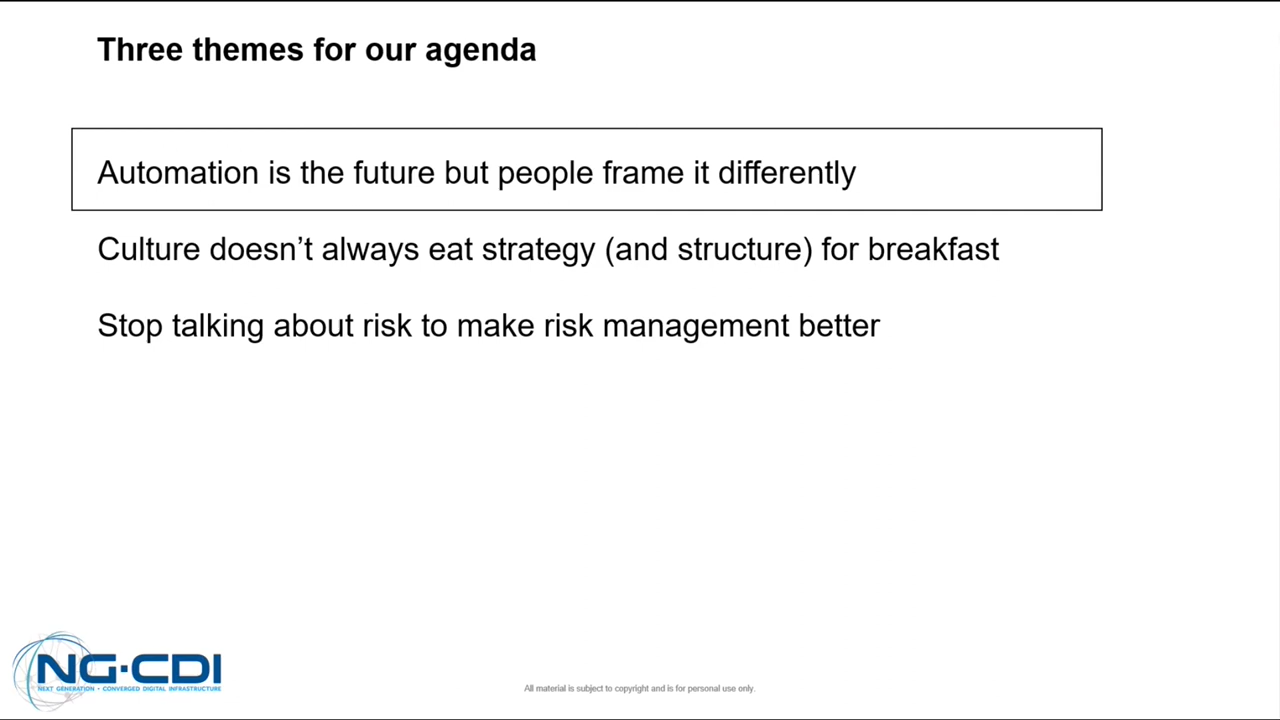 Three themes for our agenda
Automation is the future but people frame it differently
Culture doesn’t always eat strategy (and structure) for breakfast
Stop talking about risk to make risk management better
NG·CDI
NEXT GENERATION · CONVERGED DIGITAL INFRASTRUCTURE
All material is subject to copyright and is for personal use only.